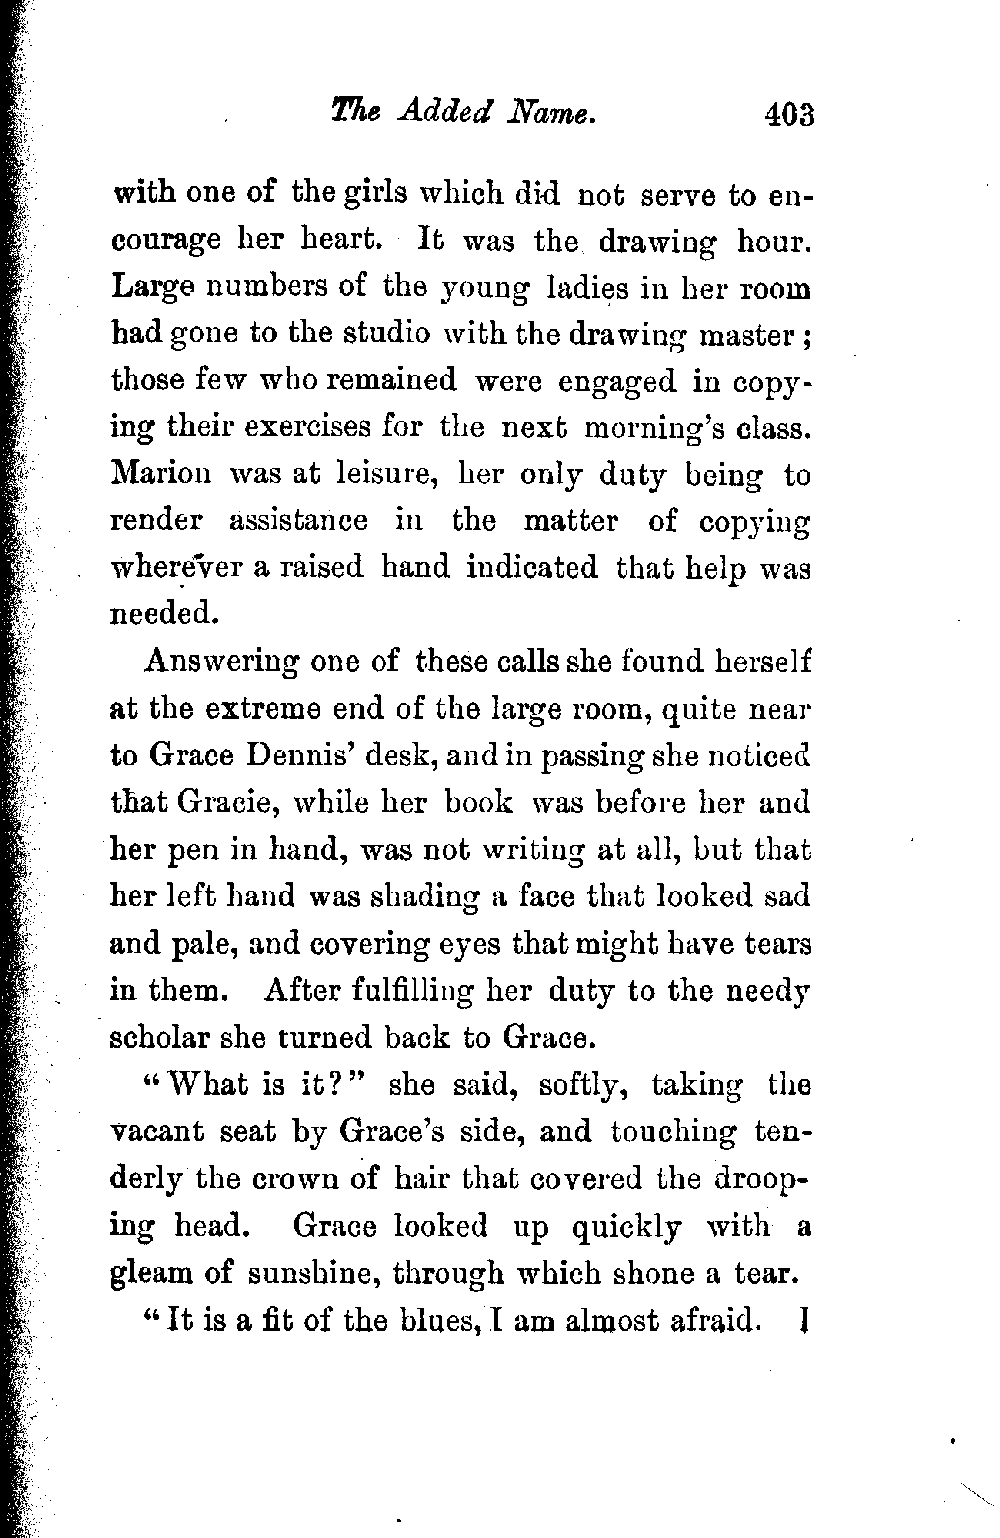 The Added Name. 403
with one of the girls which did not serve to en-
courage her heart. It was the drawing hour.
Large numbers of the young ladies in her room
had gone to the studio with the drawing master;
those few who remained were engaged in copy-
ing their exercises for the next morning's class.
Marion was at leisure, her only duty being to
render assistance in the matter of copying
wherever a raised hand indicated that help was
needed.
Answering one of these calls she found herself
at the extreme end of the large room, quite near
to Grace Dennis' desk, and in passing she noticed
that Gracie, while her book was before her and
her pen in hand, was not writing at all, but that
her left hand was shading a face that looked sad
and pale, and covering eyes that might have tears
in them. After fulfilling her duty to the needy
scholar she turned back to Grace.
"What is it?" she said, softly, taking the
vacant seat by Grace's side, and touching ten-
derly the crown of hair that covered the droop-
ing head. Grace looked up quickly with a
gleam of sunshine, through which shone a tear.
"It is a fit of the blues, I am almost afraid. I